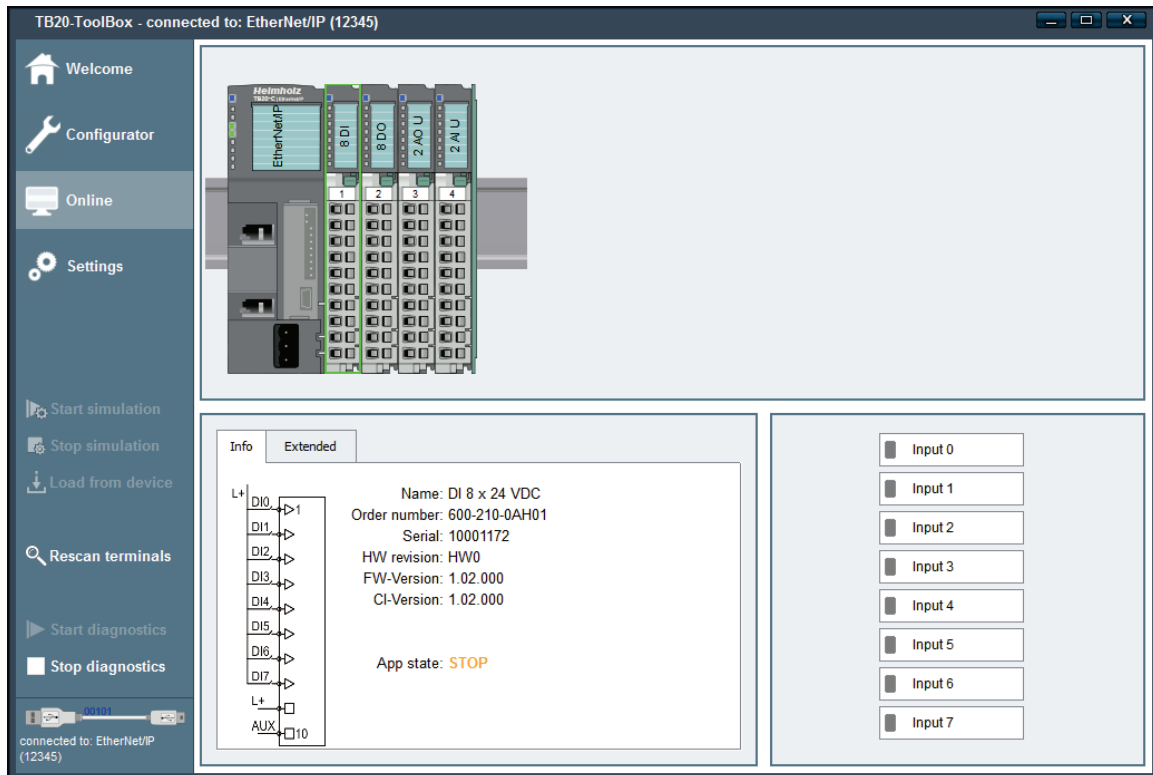 TB20-ToolBox - connected to: EtherNet/IP (12345)
Welcome
Configurator
Online
Settings
Start simulation
Stop simulation
Load from device
Rescan terminals
Start diagnostics
Stop diagnostics
00101
connected to: EtherNet/IP
(12345)
Helmholz
EtherNet/IP
8 DI
8 DO
2 AO U
2 AI U
1 2 3 4
Info Extended
L+
DI0
1
DI1
DI2
DI3
DI4
DI5
DI6
DI7
L+
AUX
10
Name: DI 8 x 24 VDC
Order number: 600-210-0AH01
Serial: 10001172
HW revision: HW0
FW-Version: 1.02.000
CI-Version: 1.02.000
App state: STOP
Input 0
Input 1
Input 2
Input 3
Input 4
Input 5
Input 6
Input 7